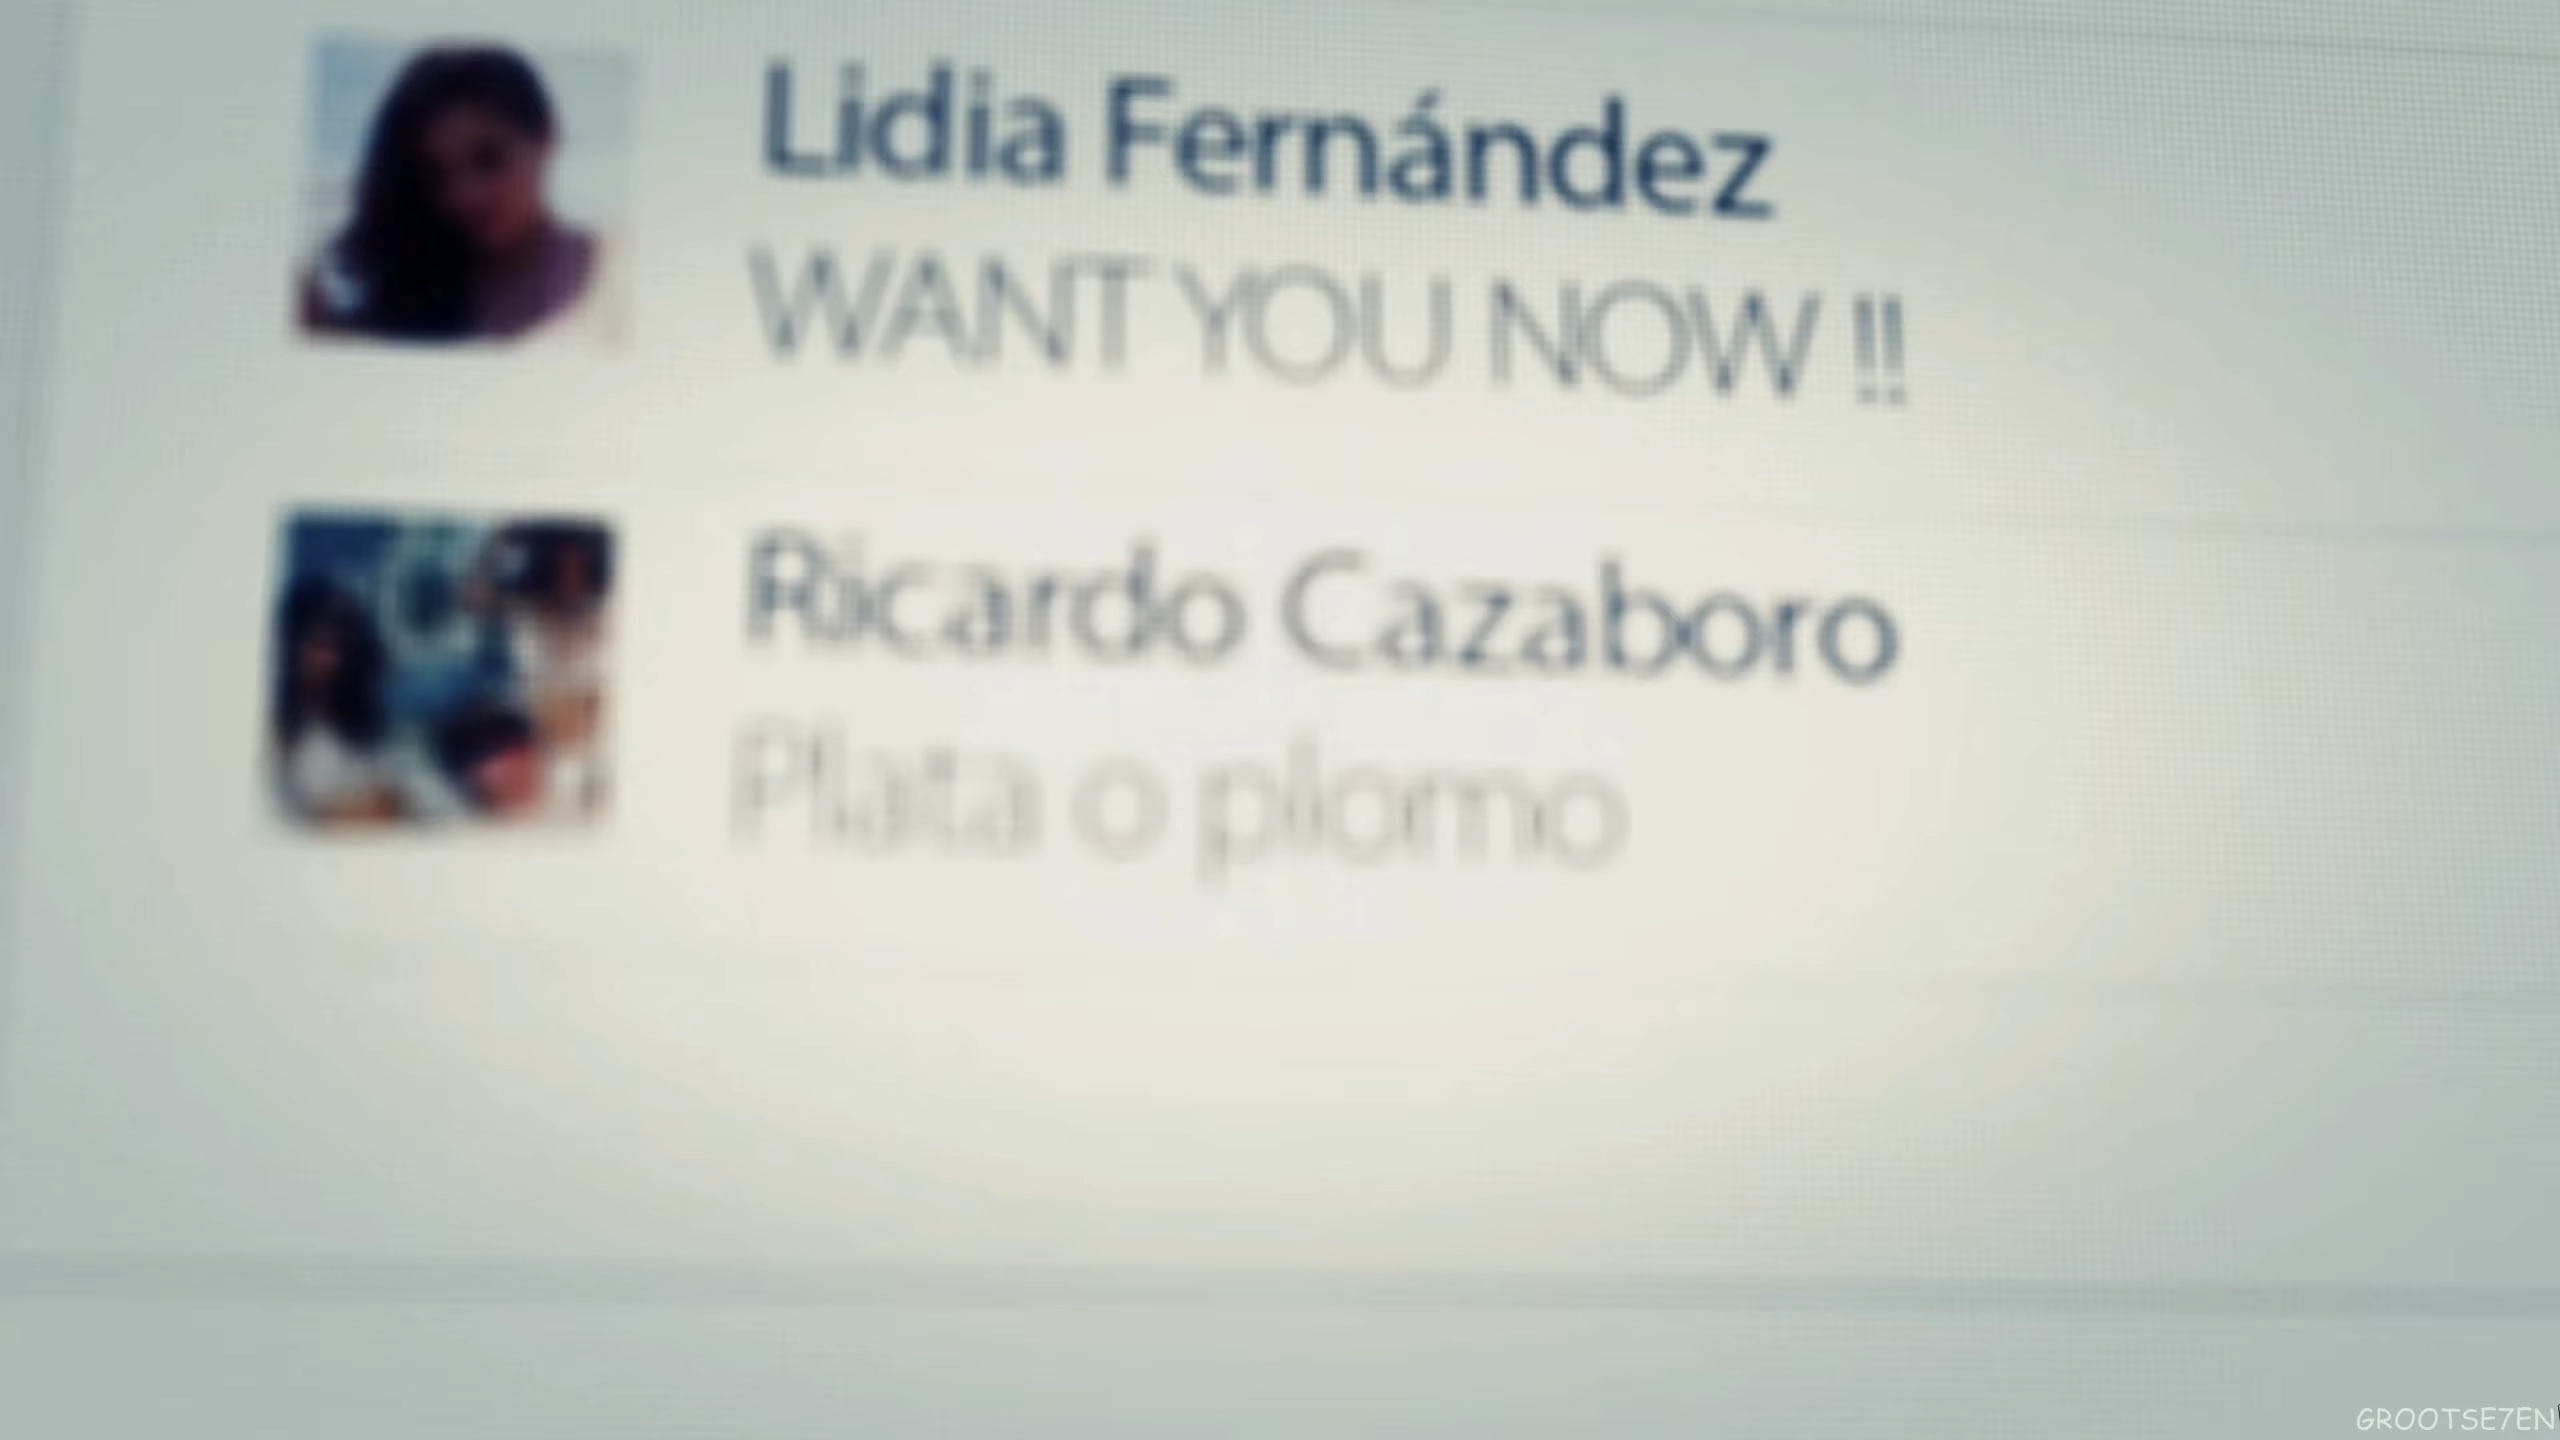 Lidia Fernández
WANT YOU NOW !!
Ricardo Cazaboro
Plata o plomo
GROOTSE7EN